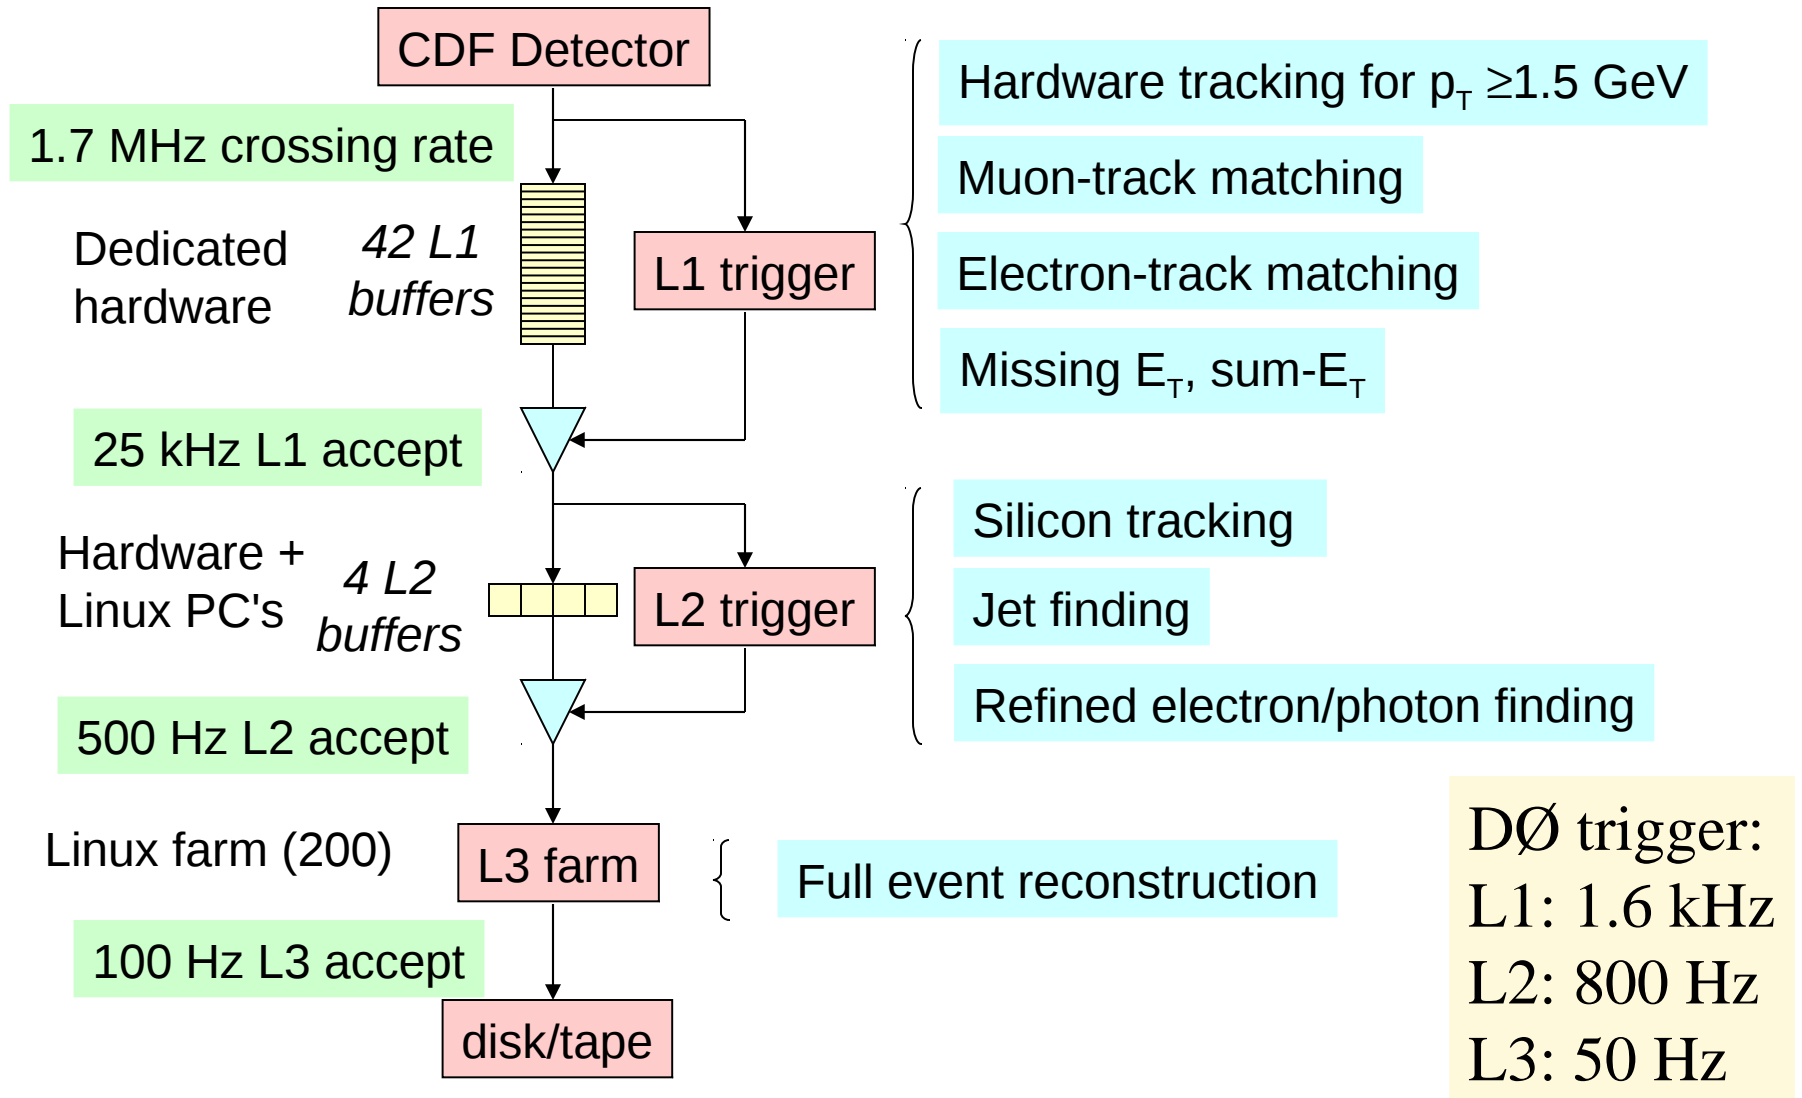 CDF Detector
Hardware tracking for pT ≥1.5 GeV
1.7 MHz crossing rate
Muon-track matching
Dedicated
hardware
42 L1
buffers
L1 trigger
Electron-track matching
Missing ET, sum-ET
25 kHz L1 accept
Silicon tracking
Hardware +
Linux PC's
4 L2
buffers
L2 trigger
Jet finding
Refined electron/photon finding
500 Hz L2 accept
Linux farm (200)
L3 farm
Full event reconstruction
100 Hz L3 accept
disk/tape
DØ trigger:
L1: 1.6 kHz
L2: 800 Hz
L3: 50 Hz